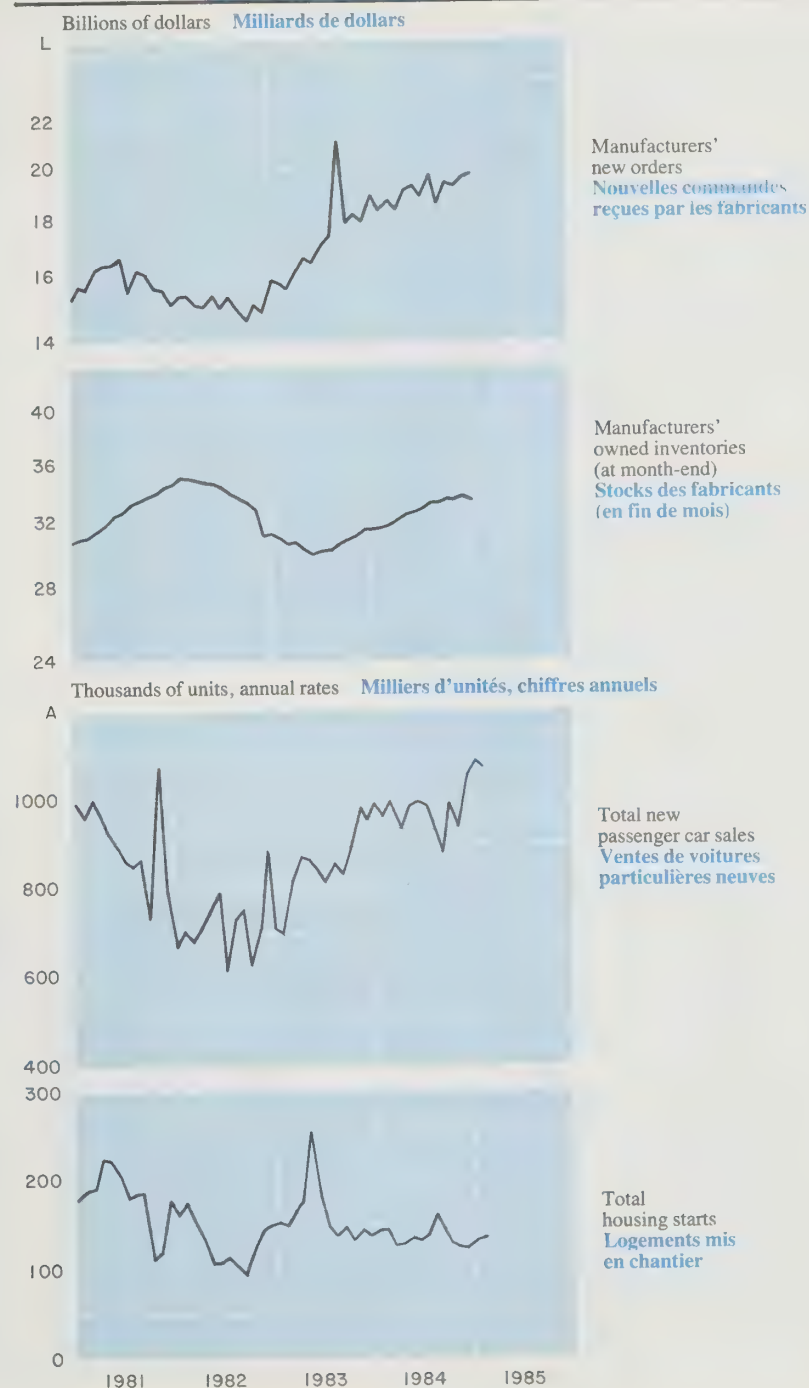 Billions of dollars Milliards de dollars
L
22
20
18
16
14
Manufacturers'
new orders
Nouvelles commandes
reçues par les fabricants
40
36
32
28
24
Manufacturers'
owned inventories
(at month-end)
Stocks des fabricants
(en fin de mois)
Thousands of units, annual rates Milliers d'unités, chiffres annuels
A
1000
800
600
400
Total new
passenger car sales
Ventes de voitures
particulières neuves
300
200
100
0
Total
housing starts
Logements mis
en chantier
1981 1982 1983 1984 1985